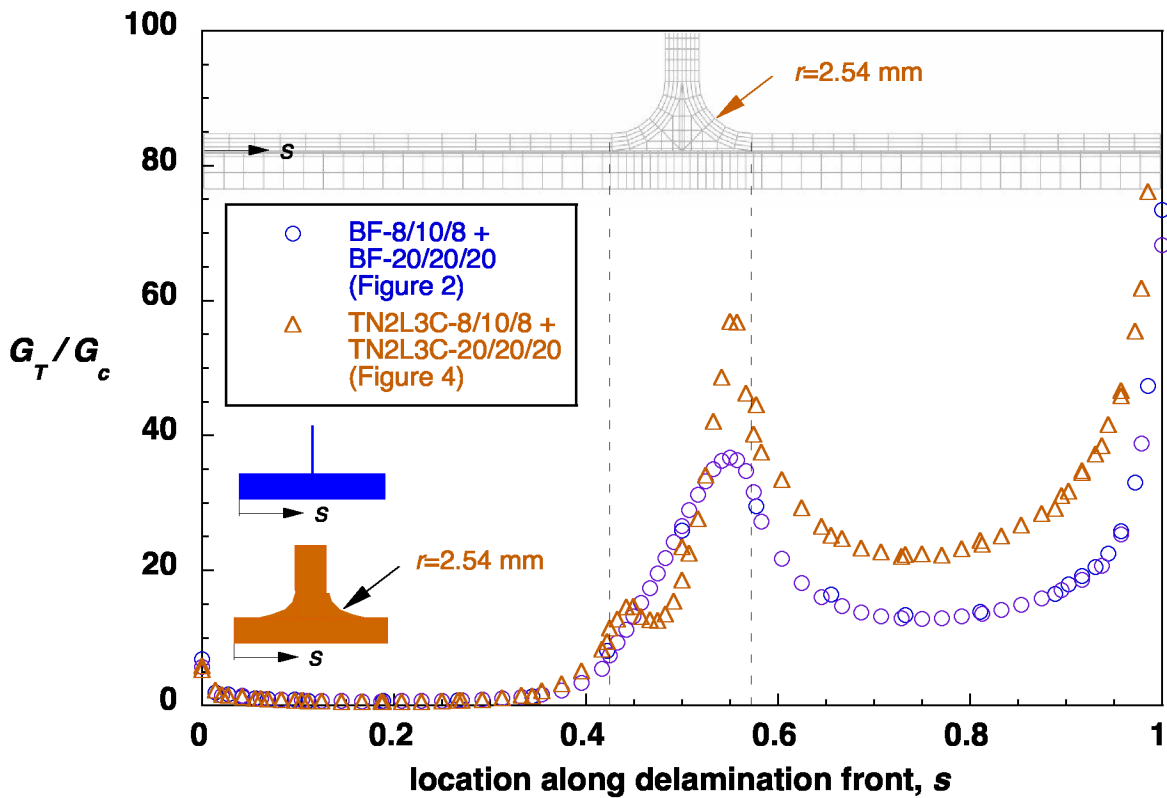 100
80
60
40
20
0
G_T / G_c
r=2.54 mm
s
BF-8/10/8 +
BF-20/20/20
(Figure 2)
TN2L3C-8/10/8 +
TN2L3C-20/20/20
(Figure 4)
s
r=2.54 mm
s
0
0.2
0.4
0.6
0.8
1
location along delamination front, s